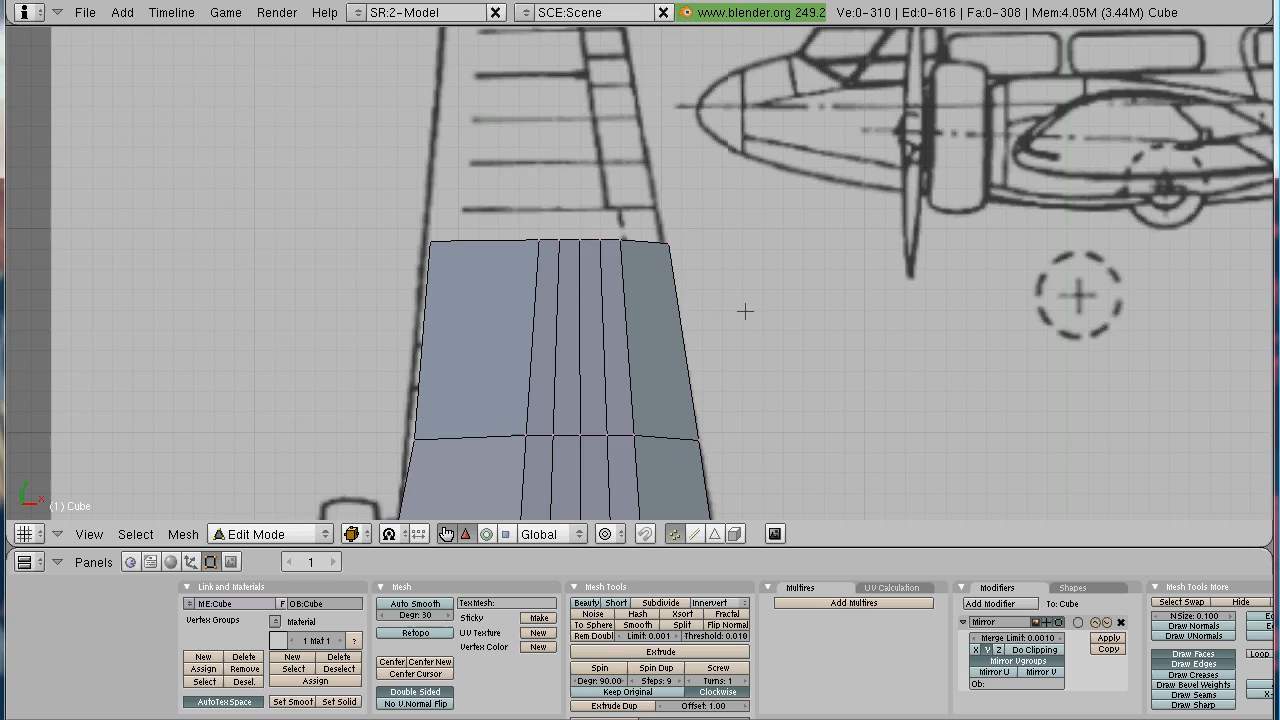 File Add Timeline Game Render Help SR:2-Model SCE:Scene www.blender.org 249.2 Ve:0-310 | Ed:0-616 | Fa:0-308 | Mem:4.05M (3.44M) Cube
(1) Cube
View Select Mesh Edit Mode Global
Panels 1
Link and Materials
ME:Cube F OB:Cube
Vertex Groups
Material
1 Mat 1 ?
New Delete New Delete
Assign Remove Select Deselect
Select Desel. Assign
AutoTexSpace Set Smoot Set Solid
Mesh
Auto Smooth TexMesh:
Degr: 30 Sticky Make
Retopo UV Texture New
Vertex Color New
Center Center New
Center Cursor
Double Sided
No V.Normal Flip
Mesh Tools
Beauty Short Subdivide Innervert
Noise Hash Xsort Fractal
To Sphere Smooth Split Flip Normal
Rem Doubl Limit: 0.001 Threshold: 0.010
Extrude
Spin Spin Dup Screw
Degr: 90.00 Steps: 9 Turns: 1
Keep Original Clockwise
Extrude Dup Offset: 1.00
Multires UV Calculation
Add Multires
Modifiers Shapes
Add Modifier To: Cube
Mirror
Merge Limit: 0.0010 Apply
X Y Z Do Clipping Copy
Mirror Vgroups
Mirror U Mirror V
Ob:
Mesh Tools More
Select Swap Hide
NSize: 0.100
Draw Normals
Draw VNormals
Draw Faces Loop
Draw Edges
Draw Creases
Draw Bevel Weights
Draw Seams
Draw Sharp